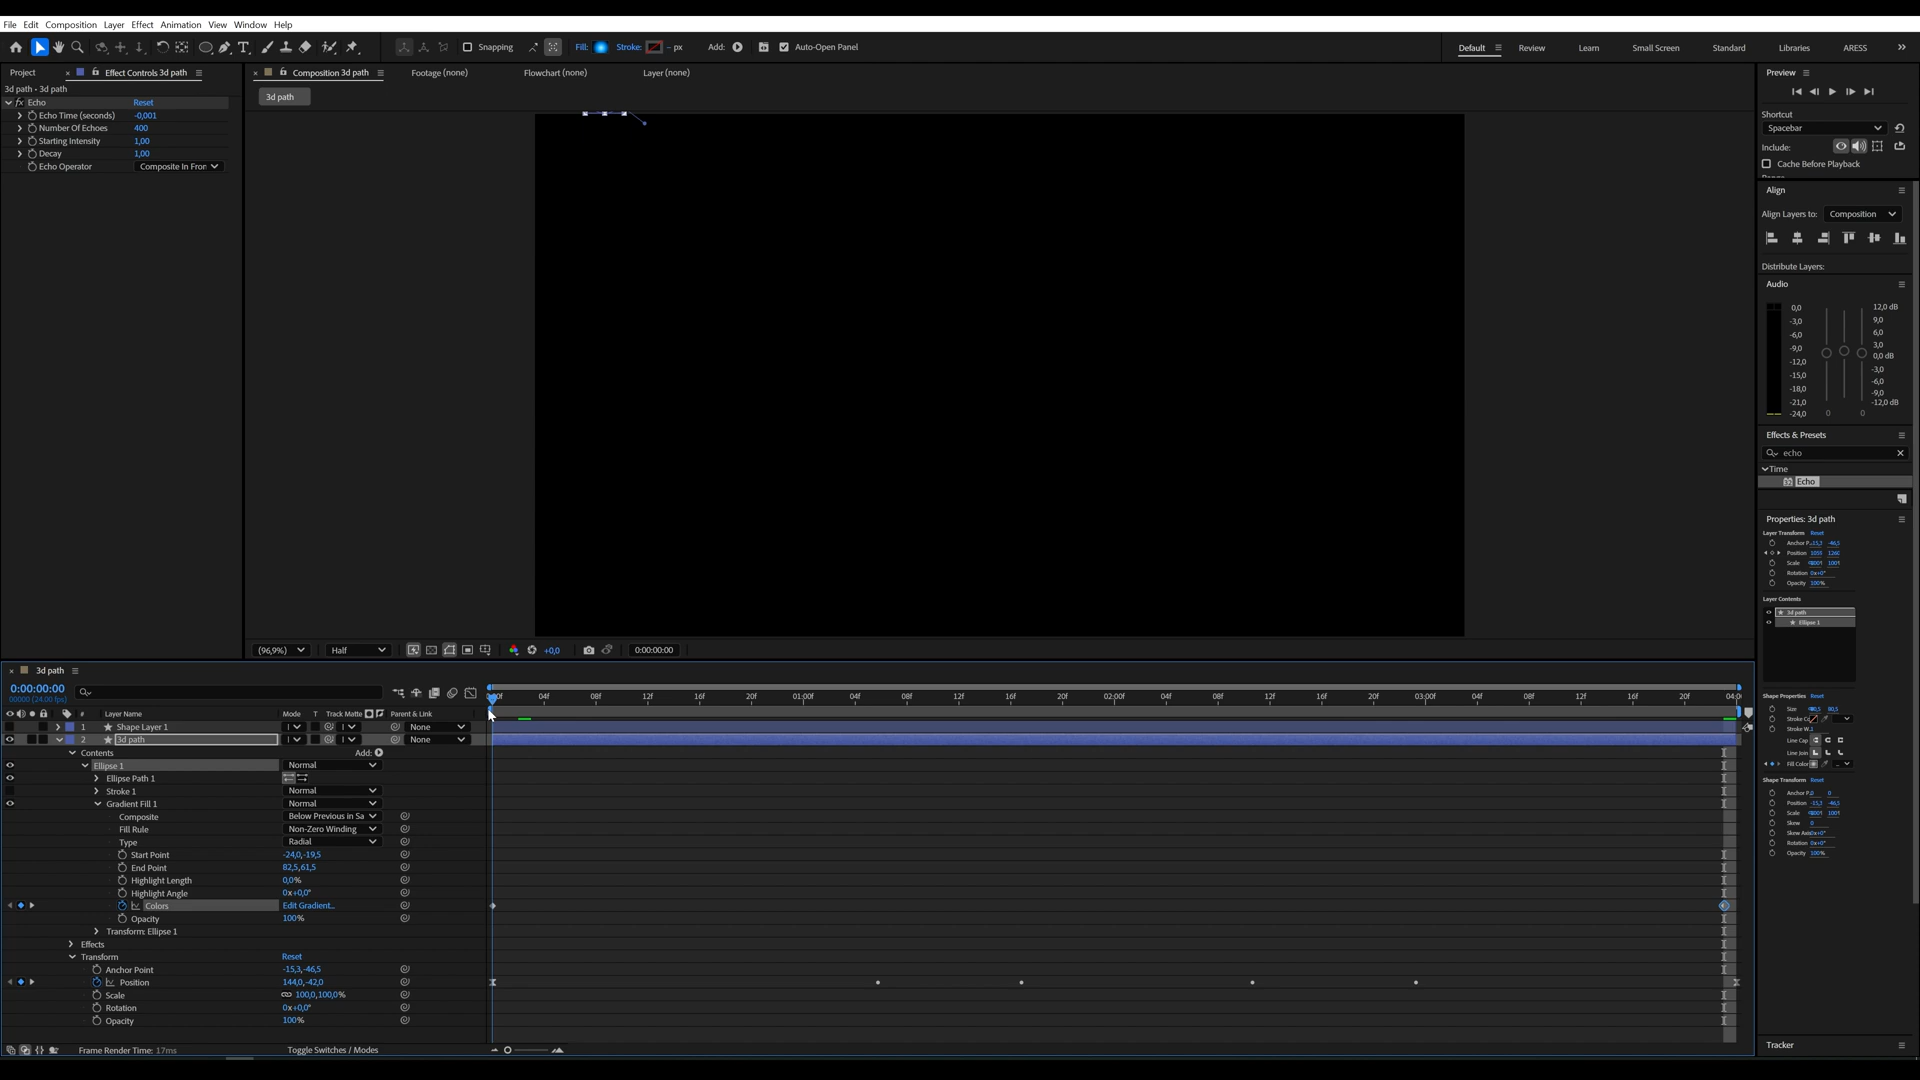 File Edit Composition Layer Effect Animation View Window Help
Snapping Fill: Stroke: – px Add: Auto-Open Panel Default Review Learn Small Screen Standard Libraries ARESS
Project × Effect Controls 3d path × Composition 3d path Footage (none) Flowchart (none) Layer (none) Preview
3d path • 3d path
3d path
fx Echo Reset
Echo Time (seconds) -0,001
Number Of Echoes 400
Starting Intensity 1,00
Decay 1,00
Echo Operator Composite In Fron
Shortcut
Spacebar
Include:
Cache Before Playback
Align
Align Layers to: Composition
Distribute Layers:
Audio
0,0 12,0 dB
-3,0 9,0
-6,0 6,0
-9,0 3,0
-12,0 0,0 dB
-15,0 -3,0
-18,0 -6,0
-21,0 -9,0
-24,0 -12,0 dB
0 0
Effects & Presets
echo
Time
Echo
Properties: 3d path
Layer Transform Reset
Anchor P. -15,3 -46,5
Position
Scale
Rotation 0x+0°
Opacity 100%
Layer Contents
3d path
Ellipse 1
Shape Properties Reset
Size 80,5 80,5
Stroke Co
Stroke W.
Line Cap
Line Join
Fill Color
Shape Transform Reset
Anchor P. 0 0
Position -15,3 -46,5
Scale
Skew 0
Skew Axis 0x+0°
Rotation 0x+0°
Opacity 100%
Tracker
(96,9%) Half +0,0 0:00:00:00
× 3d path
0:00:00:00
00000 (24.00 fps)
04f 08f 12f 16f 20f 01:00f 04f 08f 12f 16f 20f 02:00f 04f 08f 12f 16f 20f 03:00f 04f 08f 12f 16f 20f 04:0
# Layer Name Mode T Track Matte Parent & Link
1 Shape Layer 1 None
2 3d path None
Contents Add:
Ellipse 1 Normal
Ellipse Path 1
Stroke 1 Normal
Gradient Fill 1 Normal
Composite Below Previous in Sa
Fill Rule Non-Zero Winding
Type Radial
Start Point -24,0,-19,5
End Point 82,5,61,5
Highlight Length 0,0%
Highlight Angle 0x+0,0°
Colors Edit Gradient...
Opacity 100%
Transform: Ellipse 1
Effects
Transform Reset
Anchor Point -15,3,-46,5
Position 144,0,-42,0
Scale 100,0,100,0%
Rotation 0x+0,0°
Opacity 100%
Frame Render Time: 17ms Toggle Switches / Modes